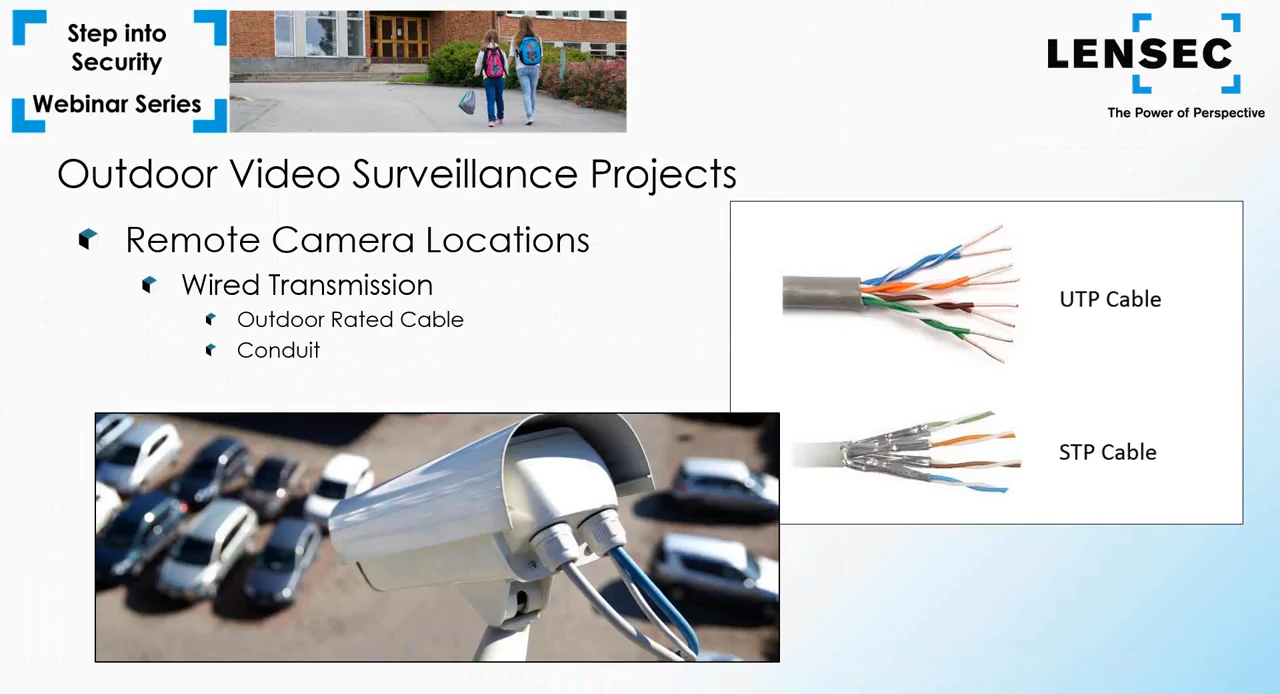 Step into
Security
Webinar Series
LENSEC
The Power of Perspective
Outdoor Video Surveillance Projects
Remote Camera Locations
Wired Transmission
Outdoor Rated Cable
Conduit
UTP Cable
STP Cable